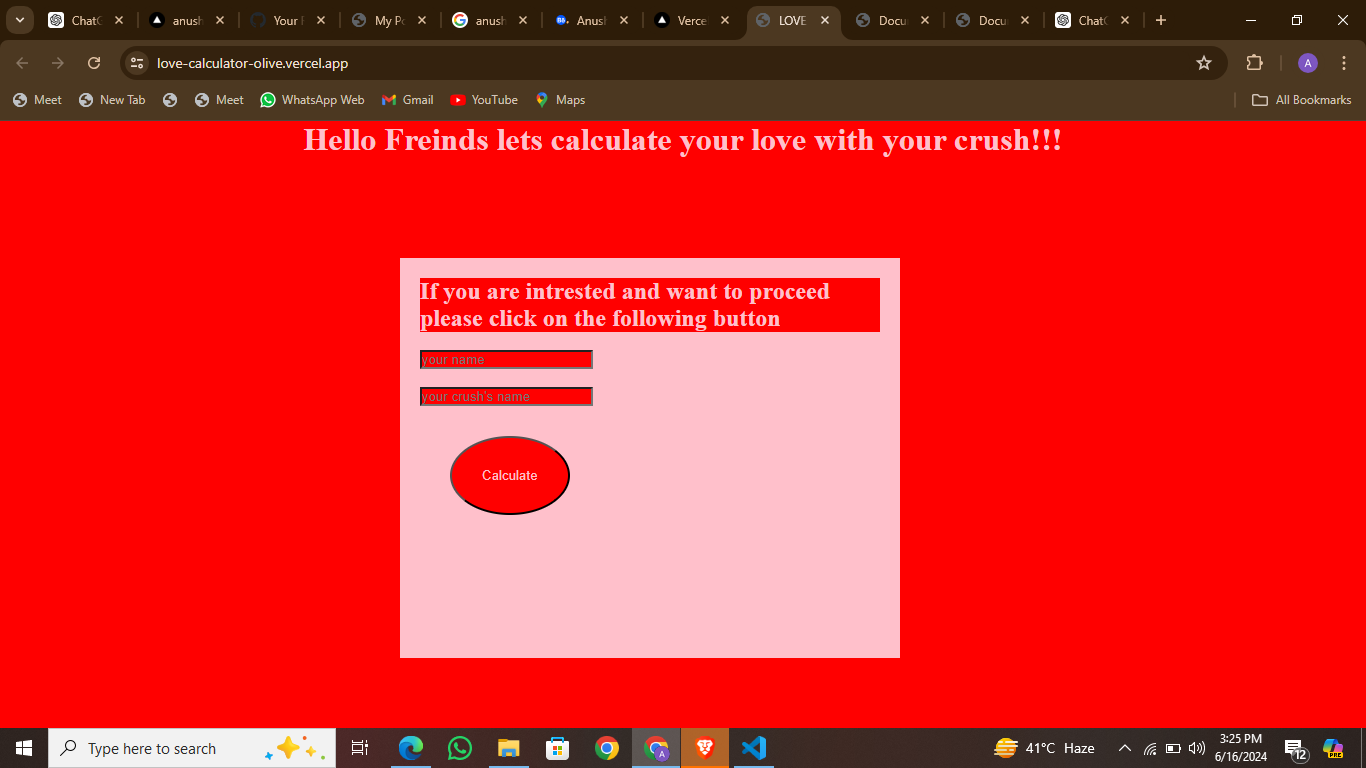 ChatG
anush
Your R
My Po
anush
Anush
Verce
LOVE
Docu
Docu
ChatG
love-calculator-olive.vercel.app
A
Meet
New Tab
Meet
WhatsApp Web
Gmail
YouTube
Maps
All Bookmarks
Hello Freinds lets calculate your love with your crush!!!
If you are intrested and want to proceed
please click on the following button
your name
your crush's name
Calculate
Type here to search
41°C Haze
3:25 PM
6/16/2024
12
PRE